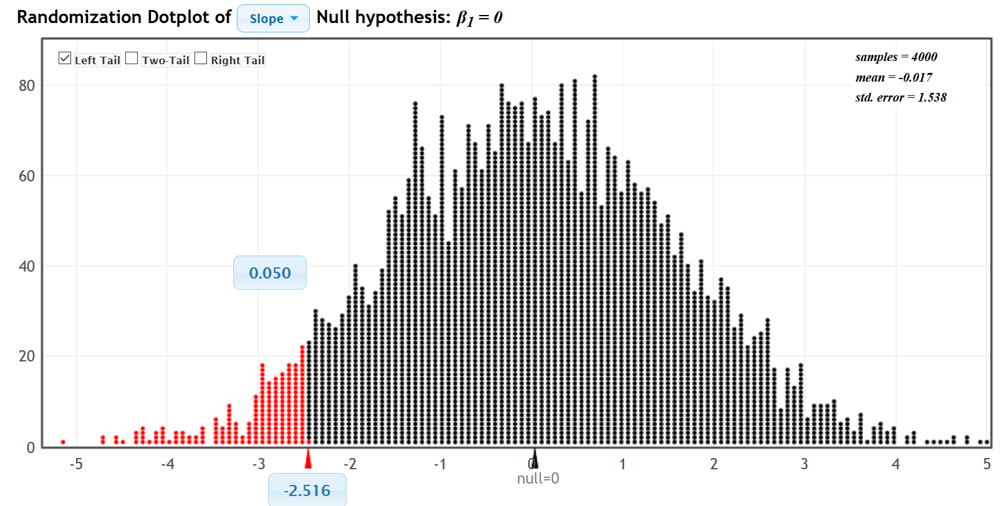 Randomization Dotplot of Slope Null hypothesis: β₁ = 0
Left Tail Two-Tail Right Tail
samples = 4000
mean = -0.017
std. error = 1.538
80
60
40
20
0
0.050
-5 -4 -3 -2 -1 0 1 2 3 4 5
null=0
-2.516